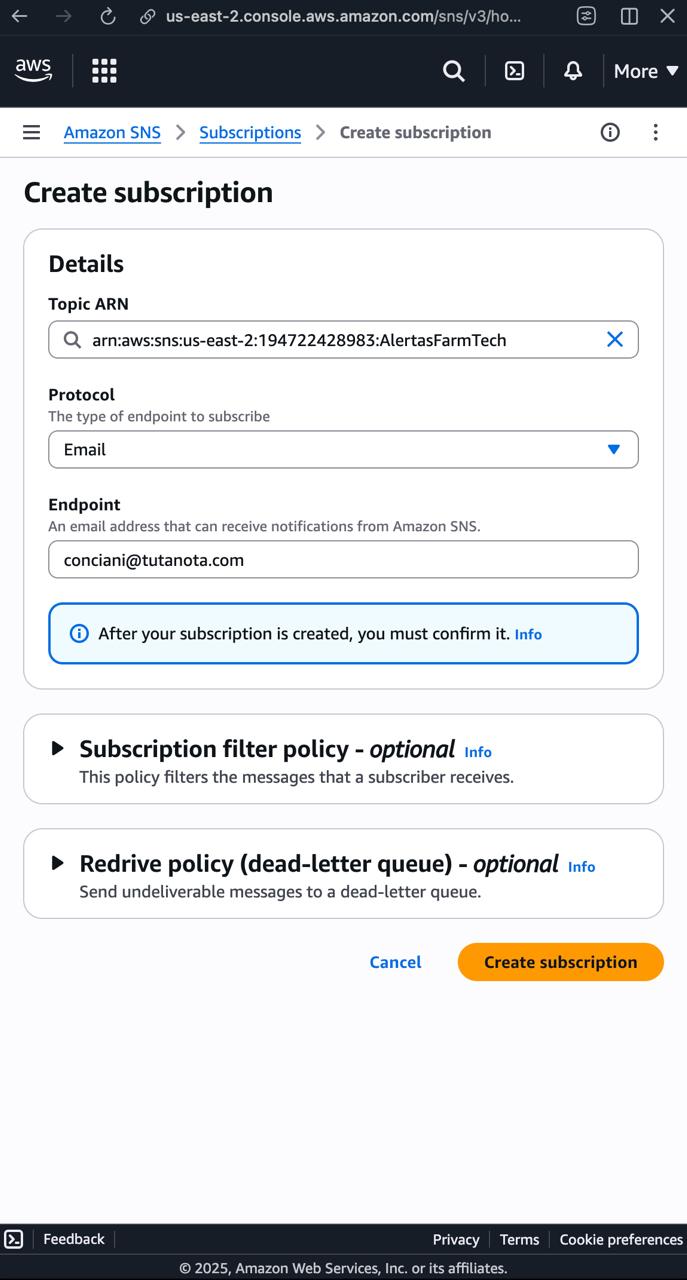 us-east-2.console.aws.amazon.com/sns/v3/ho...
aws
More
Amazon SNS > Subscriptions > Create subscription
Create subscription
Details
Topic ARN
arn:aws:sns:us-east-2:194722428983:AlertasFarmTech
Protocol
The type of endpoint to subscribe
Email
Endpoint
An email address that can receive notifications from Amazon SNS.
conciani@tutanota.com
After your subscription is created, you must confirm it. Info
Subscription filter policy - optional Info
This policy filters the messages that a subscriber receives.
Redrive policy (dead-letter queue) - optional Info
Send undeliverable messages to a dead-letter queue.
Cancel Create subscription
Feedback Privacy Terms Cookie preferences
© 2025, Amazon Web Services, Inc. or its affiliates.